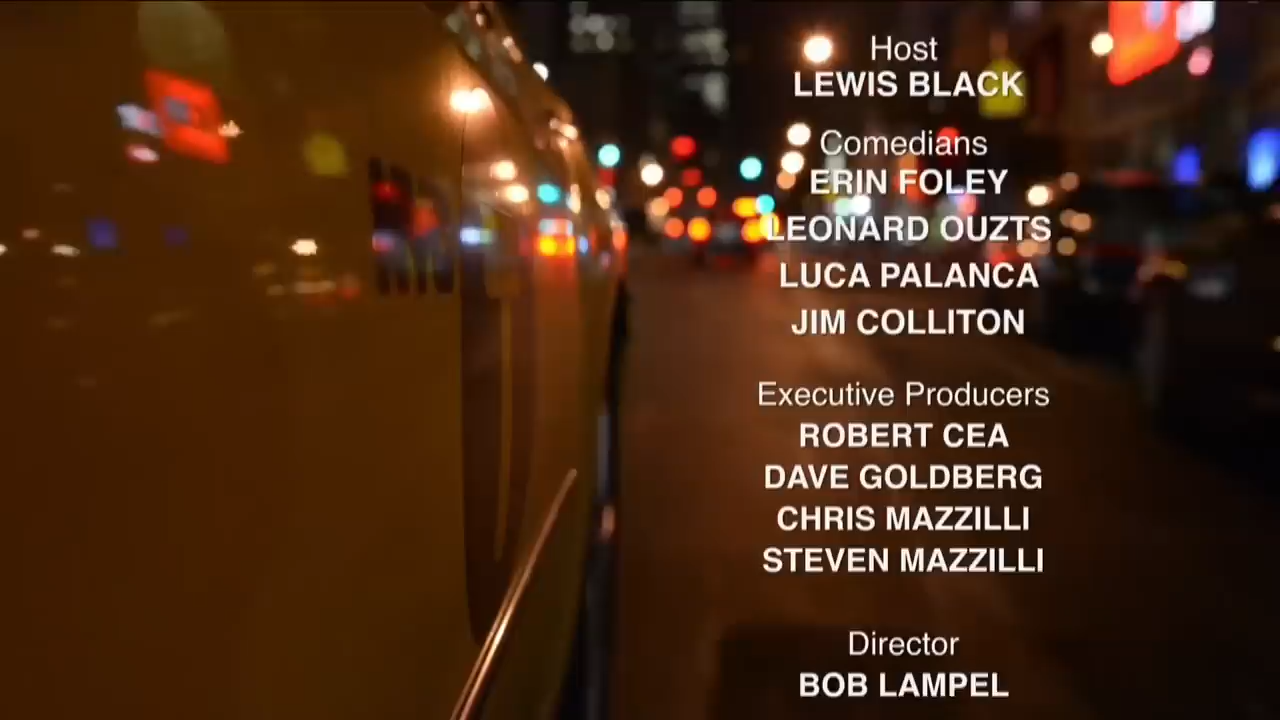 Host
LEWIS BLACK
Comedians
ERIN FOLEY
LEONARD OUZTS
LUCA PALANCA
JIM COLLITON
Executive Producers
ROBERT CEA
DAVE GOLDBERG
CHRIS MAZZILLI
STEVEN MAZZILLI
Director
BOB LAMPEL